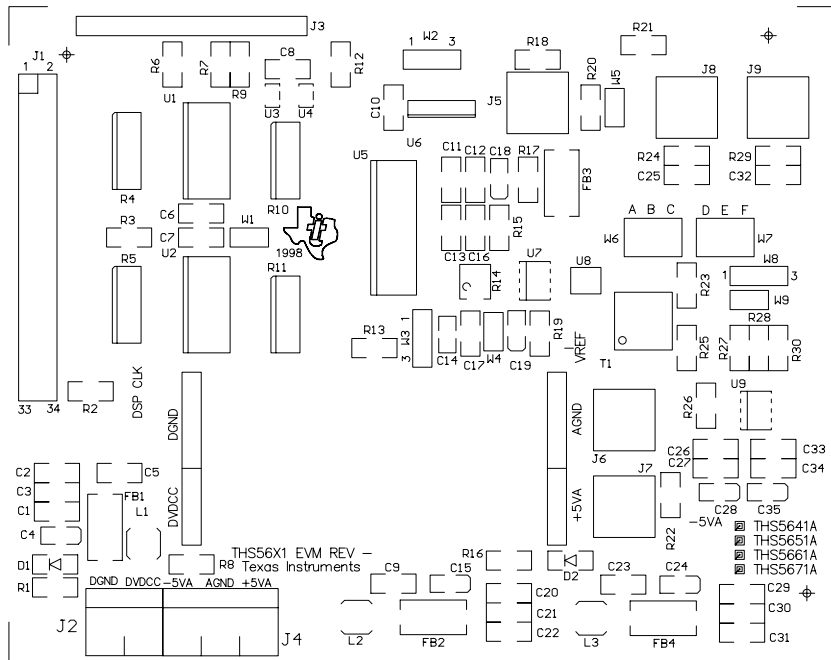 J3
J1
1 2
R6
R7
R9
C8
R12
W2
1 3
R18
R21
U1
U3
U4
C10
J5
R20
W5
J8
J9
R4
R10
U5
U6
C11
C12
C18
R17
FB3
R24
C25
R29
C32
C6
R3
C7
W1
U2
1998
R15
A B C
D E F
W6
W7
R5
R11
C13
C16
R14
U7
U8
R23
W8
1 3
W9
R13
W3
1
3
C14
C17
W4
C19
R19
VREF
T1
R25
R27
R28
R30
33 34
R2
DSP CLK
DGND
AGND
J6
R26
U9
C2
C3
C1
C5
FB1
L1
DVDCC
+5VA
J7
C26
C27
C33
C34
C28
C35
C4
R22
-5VA
THS5641A
THS5651A
THS5661A
THS5671A
D1
R1
R8
THS56X1 EVM REV -
Texas Instruments
R16
D2
DGND DVDCC -5VA AGND +5VA
C9
C15
C20
C21
C22
C23
C24
C29
C30
C31
J2
J4
L2
FB2
L3
FB4